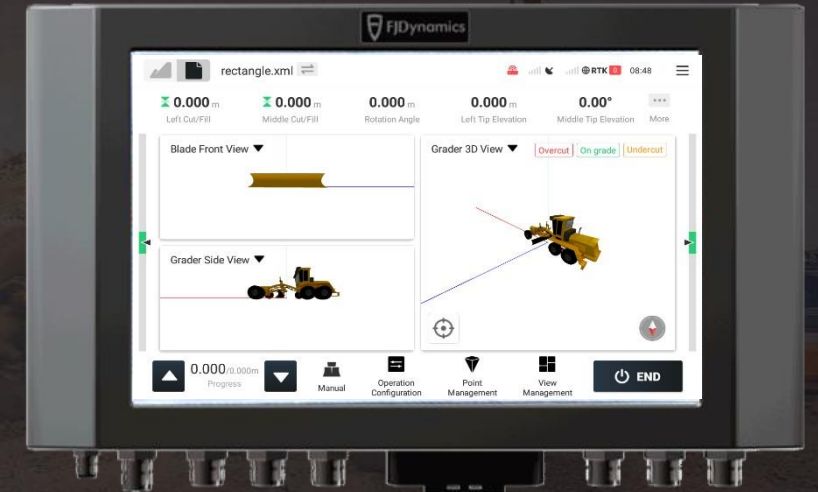 FJDynamics
rectangle.xml
RTK 0 08:48
0.000 m
Left Cut/Fill
0.000 m
Middle Cut/Fill
0.000 m
Rotation Angle
0.000 m
Left Tip Elevation
0.00°
Middle Tip Elevation
More
Blade Front View
Grader Side View
Grader 3D View
Overcut
On grade
Undercut
0.000/0.000m
Progress
Manual
Operation
Configuration
Point
Management
View
Management
END